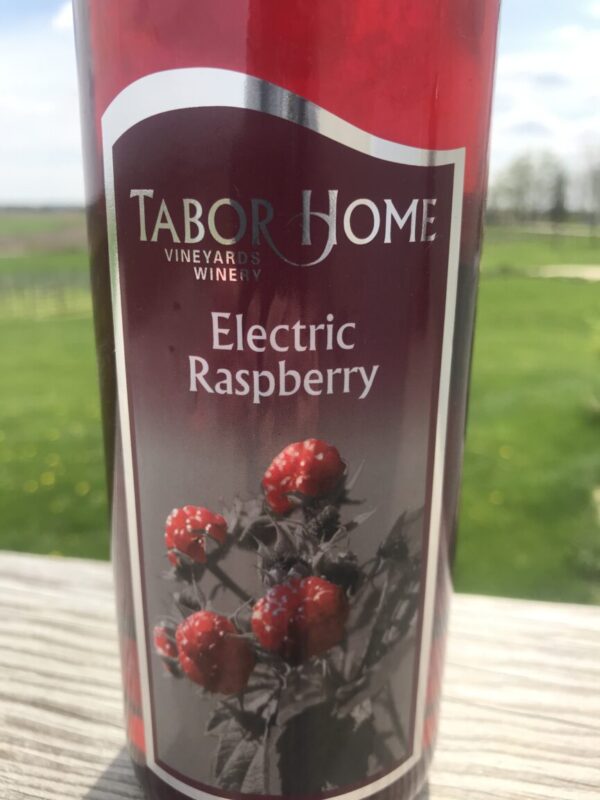 TABOR HOME
VINEYARDS
WINERY
Electric
Raspberry